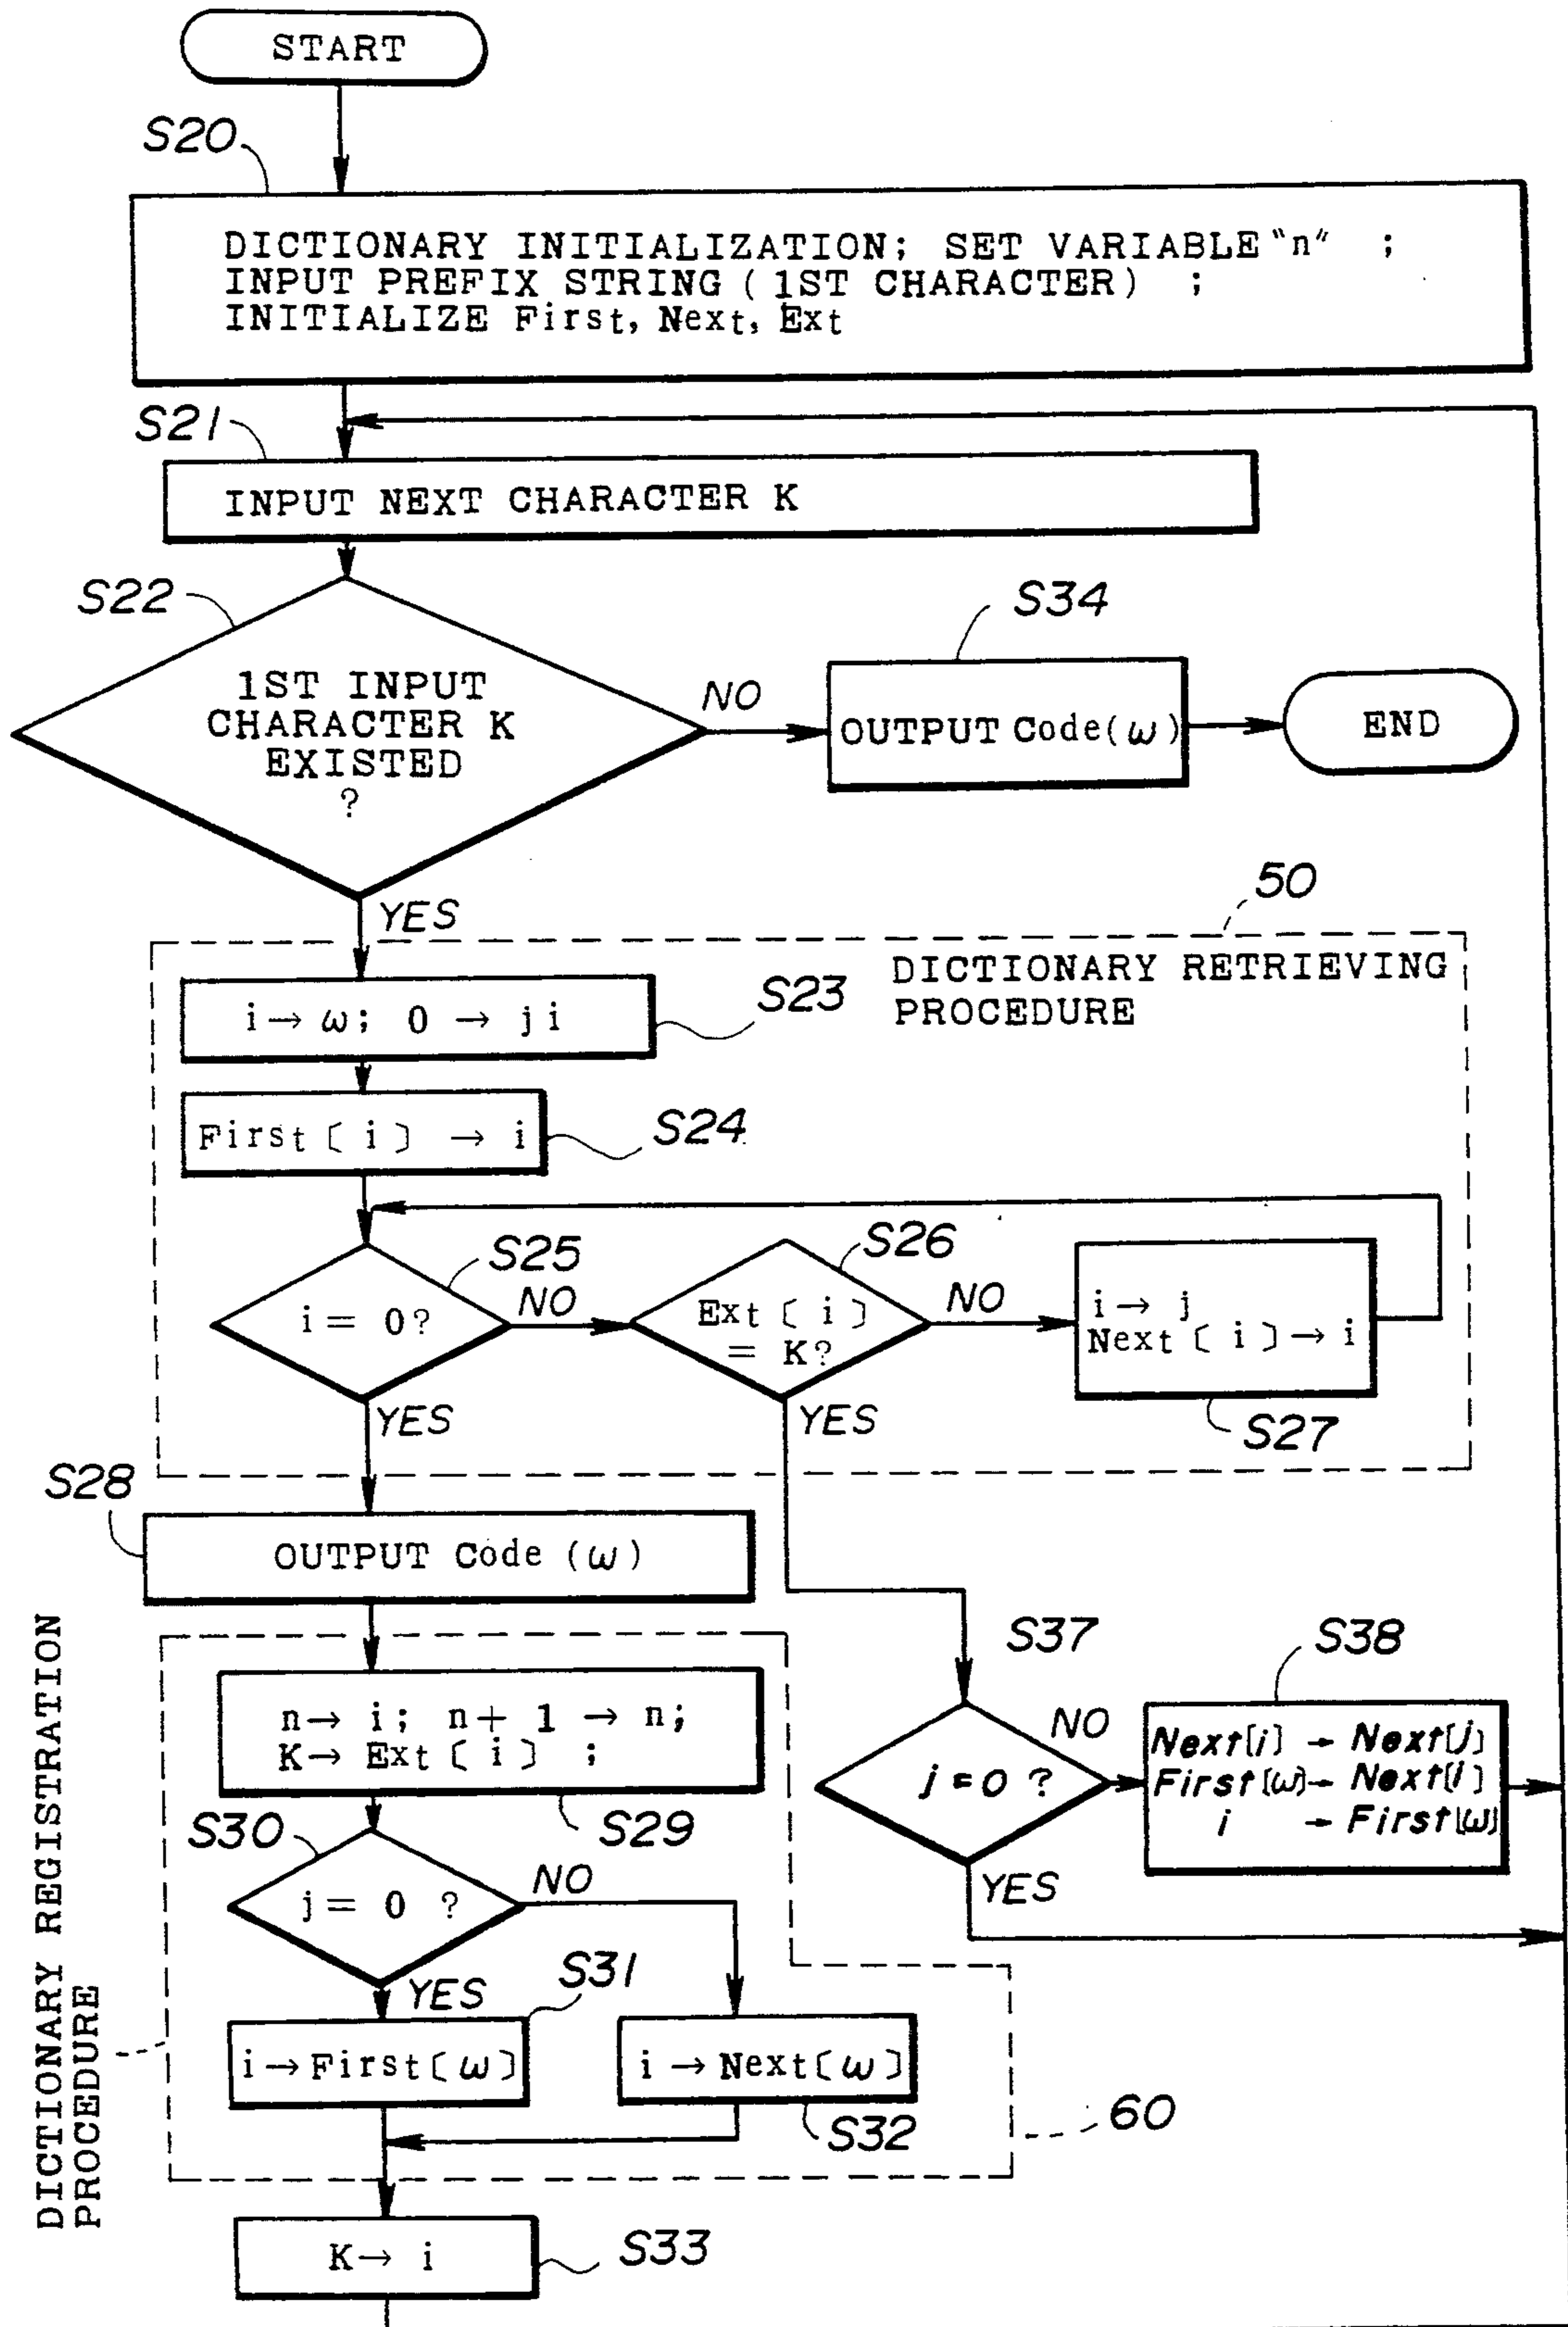 START
S20
DICTIONARY INITIALIZATION; SET VARIABLE "n" ;
INPUT PREFIX STRING ( 1ST CHARACTER ) ;
INITIALIZE First, Next, Ext
S21
INPUT NEXT CHARACTER K
S22
1ST INPUT
CHARACTER K
EXISTED
?
NO
S34
OUTPUT Code(ω)
END
YES
50
DICTIONARY RETRIEVING
PROCEDURE
i → ω; 0 → ji
S23
First〔 i 〕 → i
S24
i = 0?
S25
NO
Ext〔 i 〕
= K?
S26
NO
i → j
Next〔 i 〕→ i
S27
YES
YES
S28
OUTPUT Code (ω)
DICTIONARY REGISTRATION
PROCEDURE
n → i; n + 1 → n;
K → Ext〔 i 〕 ;
S29
S30
j = 0 ?
NO
YES
S31
i → First〔ω〕
i → Next〔ω〕
S32
60
S37
j = 0 ?
NO
YES
S38
Next[i] → Next[j]
First[ω] → Next[i]
i → First[ω]
K → i
S33